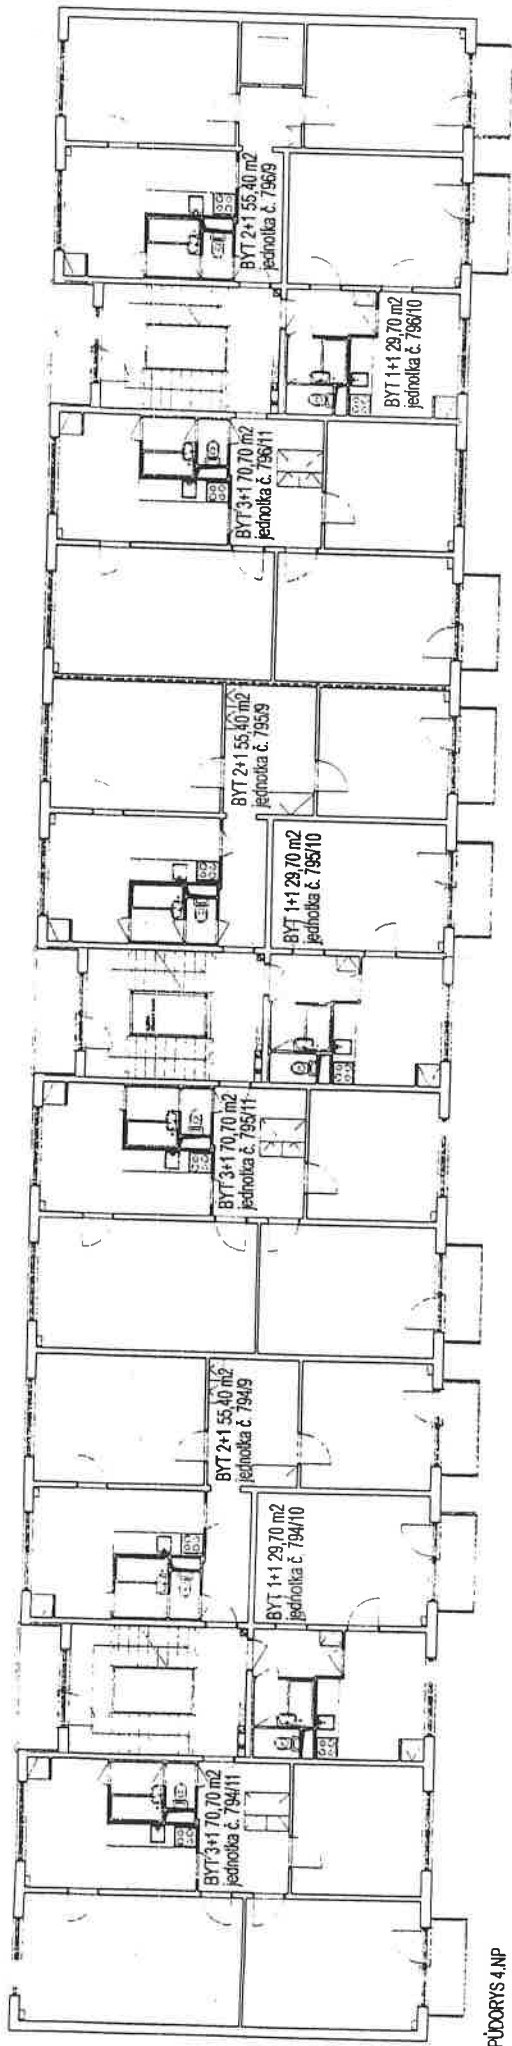 BYT 2+1 55,40 m2
jednotka č. 796/9
BYT 1+1 29,70 m2
jednotka č. 796/10
BYT 3+1 70,70 m2
jednotka č. 796/11
BYT 2+1 55,40 m2
jednotka č. 795/9
BYT 1+1 29,70 m2
jednotka č. 795/10
BYT 3+1 70,70 m2
jednotka č. 795/11
BYT 2+1 55,40 m2
jednotka č. 794/9
BYT 1+1 29,70 m2
jednotka č. 794/10
BYT 3+1 70,70 m2
jednotka č. 794/11
PŮDORYS 4.NP